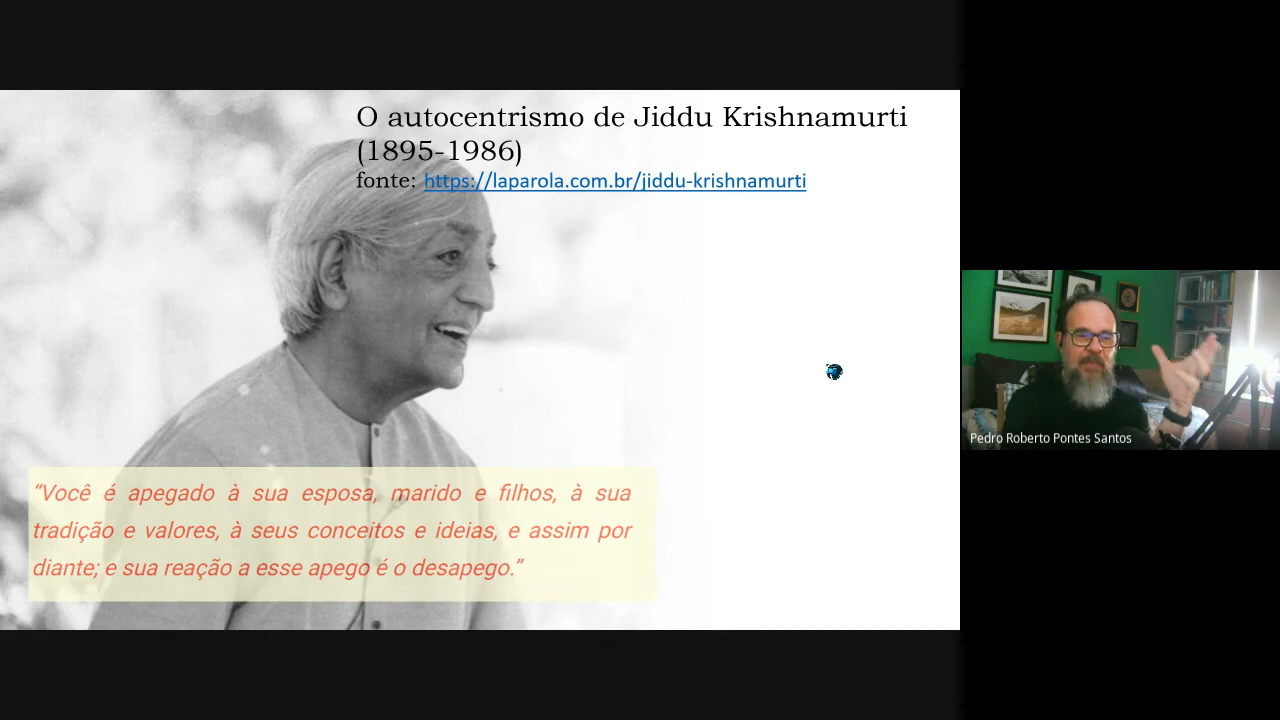 O autocentrismo de Jiddu Krishnamurti
(1895-1986)
fonte: https://laparola.com.br/jiddu-krishnamurti
“Você é apegado à sua esposa, marido e filhos, à sua
tradição e valores, à seus conceitos e ideias, e assim por
diante; e sua reação a esse apego é o desapego.”
Pedro Roberto Pontes Santos